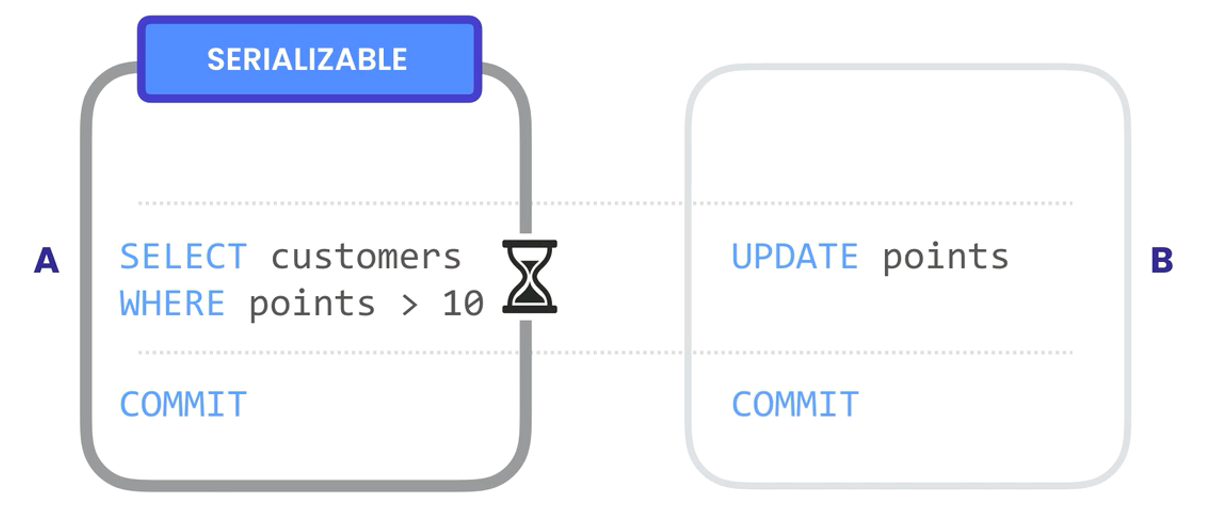 SERIALIZABLE
A
SELECT customers
WHERE points > 10
COMMIT
UPDATE points
COMMIT
B